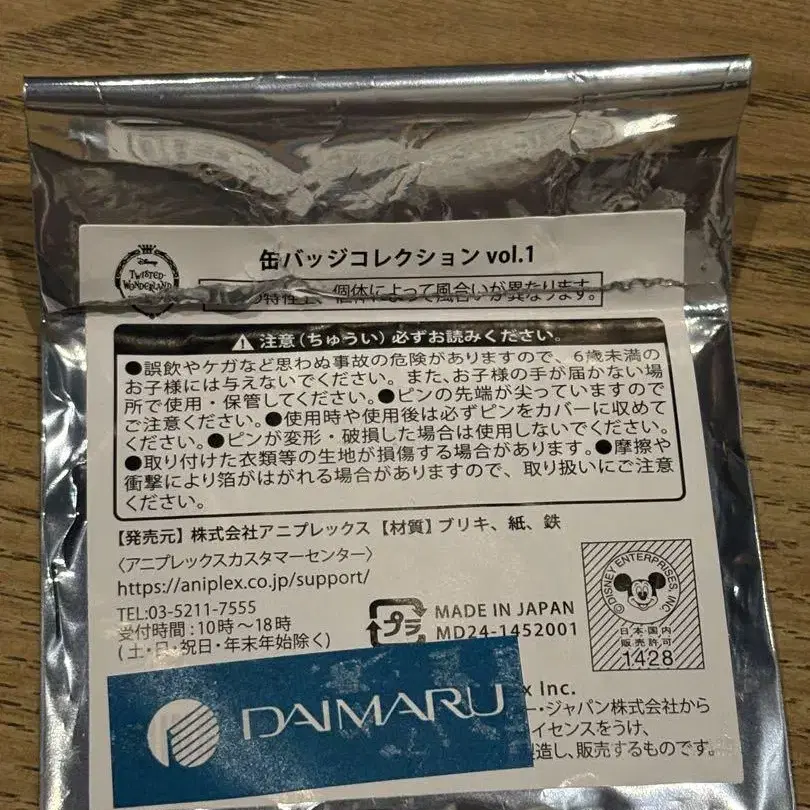 缶バッジコレクション vol.1
Disney
TWISTED-
WONDERLAND
の特性上、個体によって風合いが異なります。
注意(ちゅうい)必ずお読みください。
●誤飲やケガなど思わぬ事故の危険がありますので、6歳未満の
お子様には与えないでください。また、お子様の手が届かない場
所で使用・保管してください。●ピンの先端が尖っていますので
ご注意ください。●使用時や使用後は必ずピンをカバーに収めて
ください。●ピンが変形・破損した場合は使用しないでください。
●取り付けた衣類等の生地が損傷する場合があります。●摩擦や
衝撃により箔がはがれる場合がありますので、取り扱いにご注意
ください。
【発売元】株式会社アニプレックス【材質】ブリキ、紙、鉄
〈アニプレックスカスタマーセンター〉
https://aniplex.co.jp/support/
TEL:03-5211-7555
受付時間:10時～18時
(土・日・祝日・年末年始除く)
プラ
MADE IN JAPAN
MD24-1452001
©DISNEY ENTERPRISES, INC.
日本国内
販売許可
1428
DAIMARU
x Inc.
ー・ジャパン株式会社から
イセンスをうけ、
造し、販売するものです。